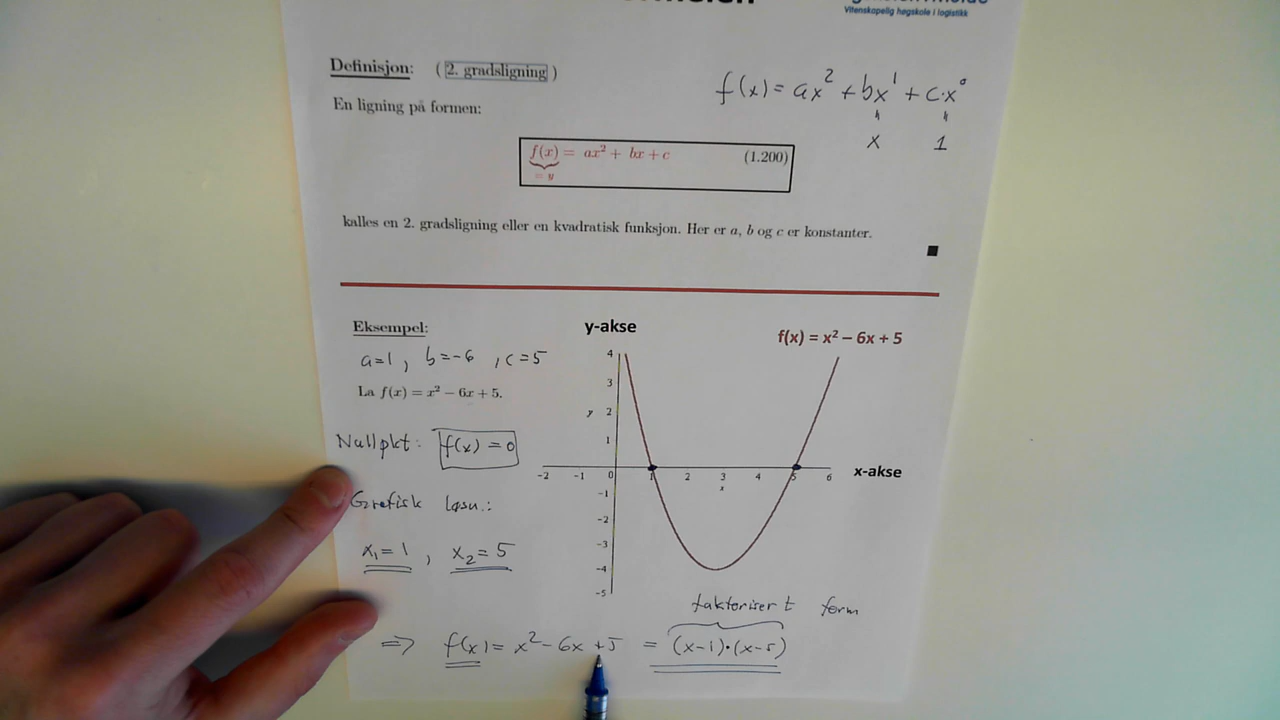 Vitenskapelig høgskole i logistikk
Definisjon: ( 2. gradsligning )
f(x) = ax² + bx¹ + c·x⁰
x 1
En ligning på formen:
f(x) = ax² + bx + c (1.200)
= y
kalles en 2. gradsligning eller en kvadratisk funksjon. Her er a, b og c er konstanter.
Eksempel:
a=1, b=-6, c=5
La f(x) = x² − 6x + 5.
Nullpkt: f(x) = 0
Grafisk løsn.:
x₁ = 1 , x₂ = 5
y-akse
f(x) = x² – 6x + 5
4
3
y 2
1
-2 -1 0 1 2 3 4 5 6
x-akse
x
-1
-2
-3
-4
-5
faktorisert form
⇒ f(x) = x² − 6x + 5 = (x−1)·(x−5)